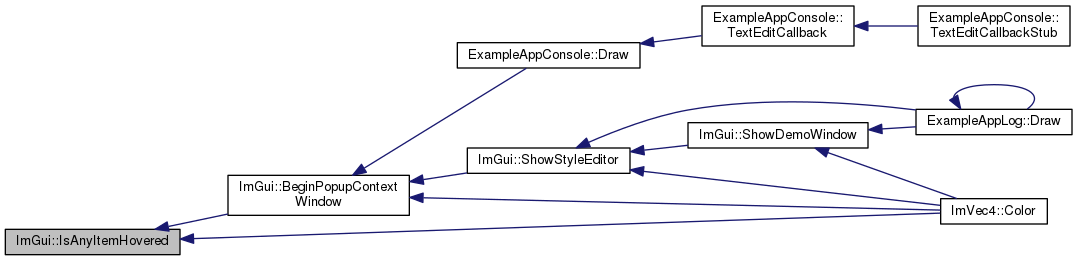 ExampleAppConsole::
TextEditCallback
ExampleAppConsole::
TextEditCallbackStub
ExampleAppConsole::Draw
ExampleAppLog::Draw
ImGui::ShowDemoWindow
ImGui::ShowStyleEditor
ImGui::BeginPopupContext
Window
ImVec4::Color
ImGui::IsAnyItemHovered